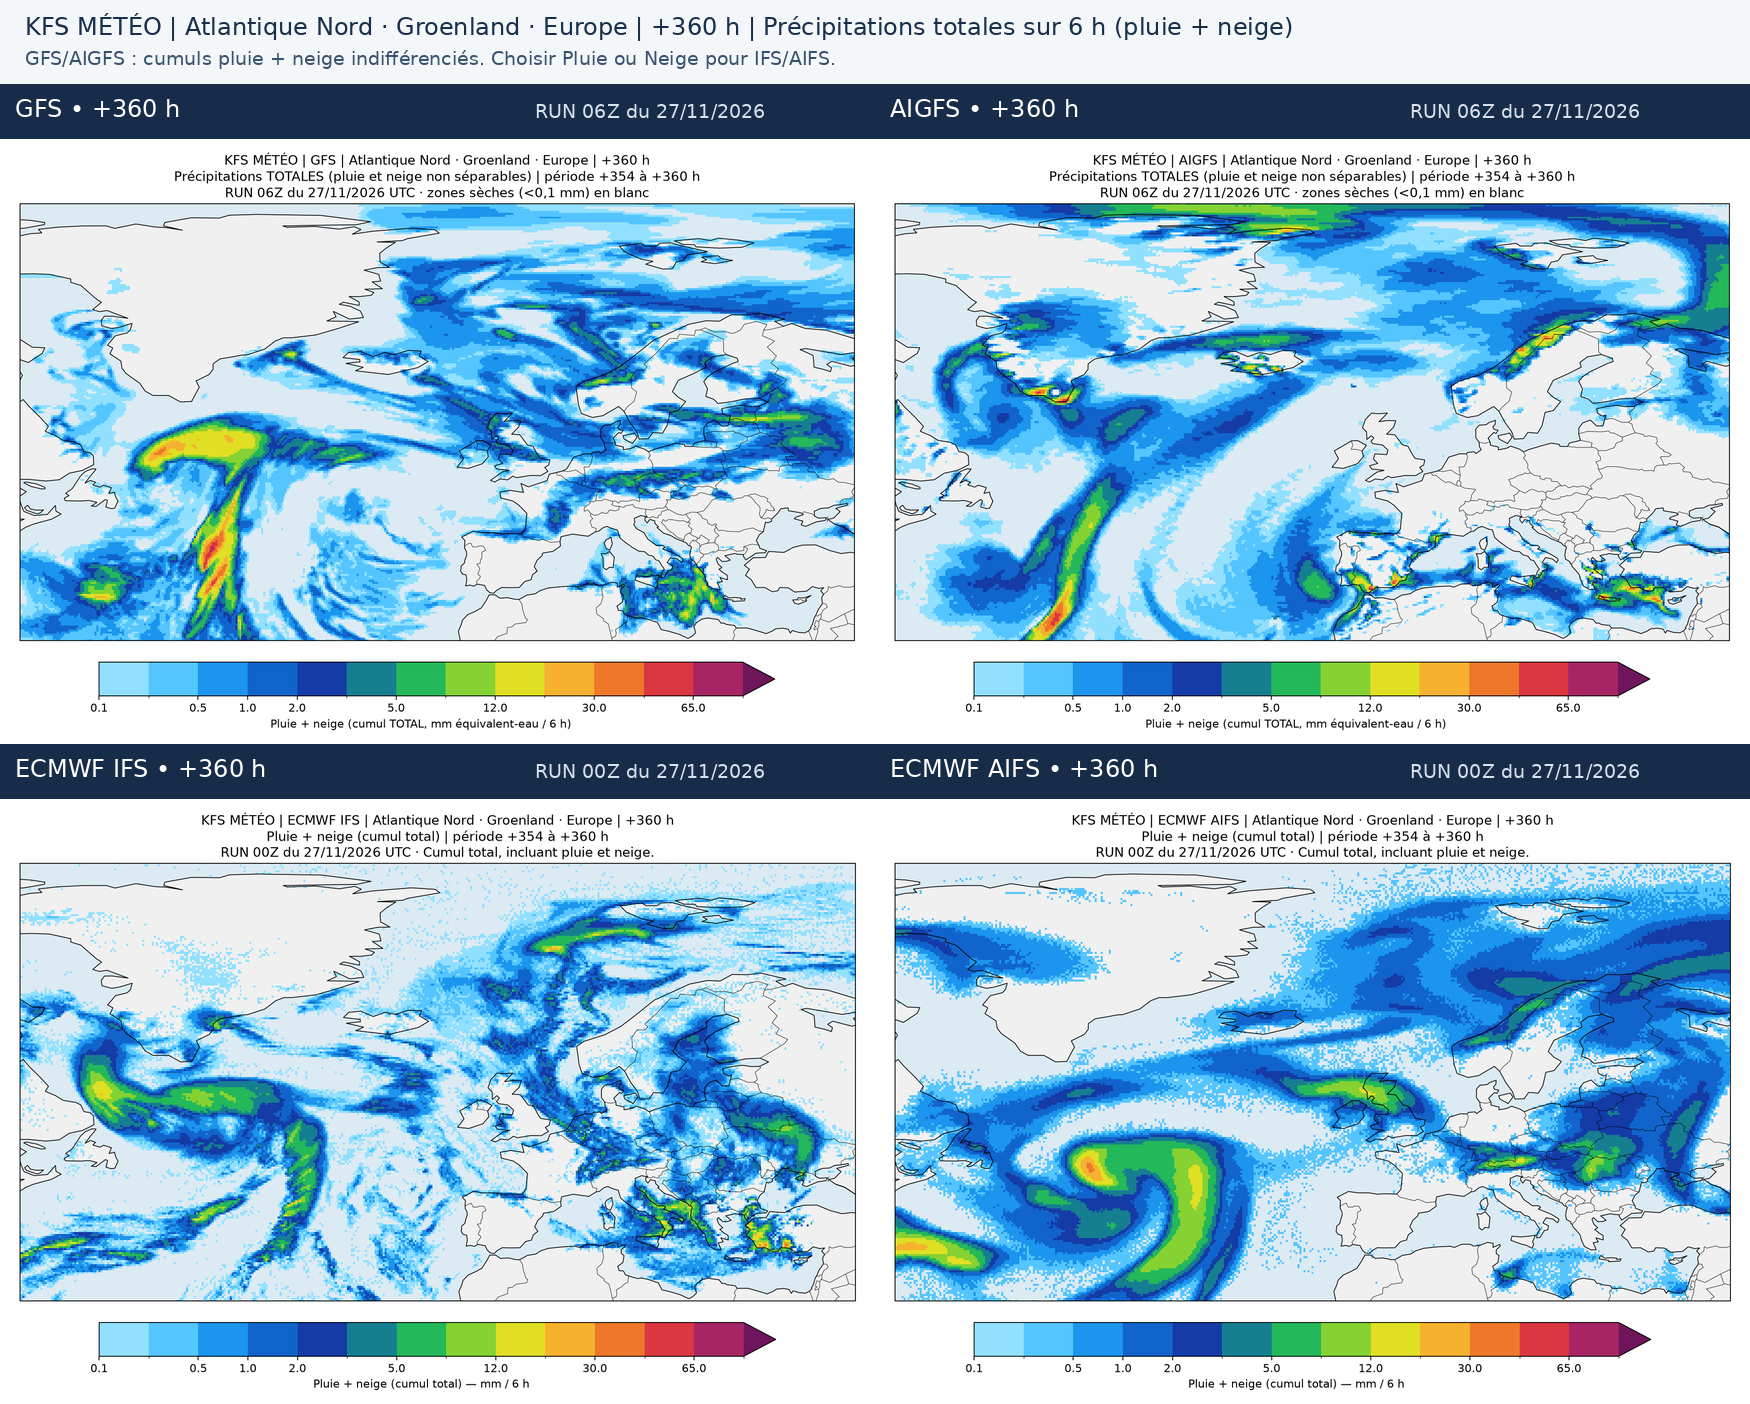 KFS MÉTÉO | Atlantique Nord · Groenland · Europe | +360 h | Précipitations totales sur 6 h (pluie + neige)
GFS/AIGFS : cumuls pluie + neige indifférenciés. Choisir Pluie ou Neige pour IFS/AIFS.
GFS • +360 h RUN 06Z du 27/11/2026
KFS MÉTÉO | GFS | Atlantique Nord · Groenland · Europe | +360 h
Précipitations TOTALES (pluie et neige non séparables) | période +354 à +360 h
RUN 06Z du 27/11/2026 UTC · zones sèches (<0,1 mm) en blanc
0.1 0.5 1.0 2.0 5.0 12.0 30.0 65.0
Pluie + neige (cumul TOTAL, mm équivalent-eau / 6 h)
AIGFS • +360 h RUN 06Z du 27/11/2026
KFS MÉTÉO | AIGFS | Atlantique Nord · Groenland · Europe | +360 h
Précipitations TOTALES (pluie et neige non séparables) | période +354 à +360 h
RUN 06Z du 27/11/2026 UTC · zones sèches (<0,1 mm) en blanc
0.1 0.5 1.0 2.0 5.0 12.0 30.0 65.0
Pluie + neige (cumul TOTAL, mm équivalent-eau / 6 h)
ECMWF IFS • +360 h RUN 00Z du 27/11/2026
KFS MÉTÉO | ECMWF IFS | Atlantique Nord · Groenland · Europe | +360 h
Pluie + neige (cumul total) | période +354 à +360 h
RUN 00Z du 27/11/2026 UTC · Cumul total, incluant pluie et neige.
0.1 0.5 1.0 2.0 5.0 12.0 30.0 65.0
Pluie + neige (cumul total) — mm / 6 h
ECMWF AIFS • +360 h RUN 00Z du 27/11/2026
KFS MÉTÉO | ECMWF AIFS | Atlantique Nord · Groenland · Europe | +360 h
Pluie + neige (cumul total) | période +354 à +360 h
RUN 00Z du 27/11/2026 UTC · Cumul total, incluant pluie et neige.
0.1 0.5 1.0 2.0 5.0 12.0 30.0 65.0
Pluie + neige (cumul total) — mm / 6 h